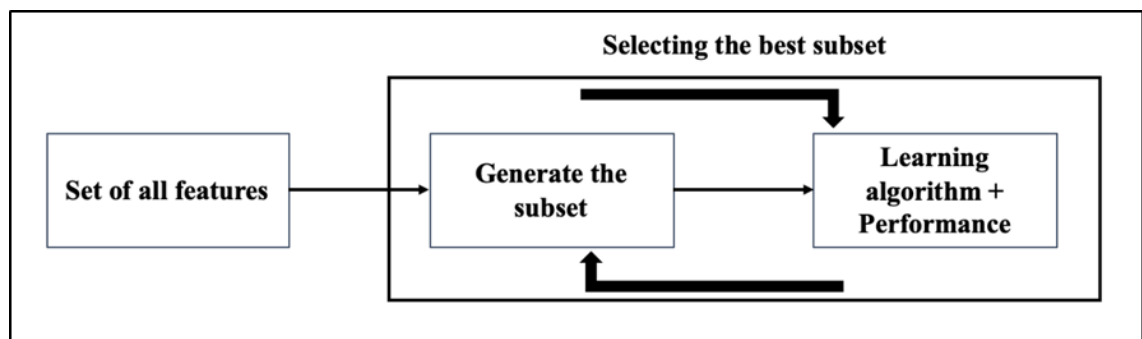 Selecting the best subset
Set of all features
Generate the
subset
Learning
algorithm +
Performance